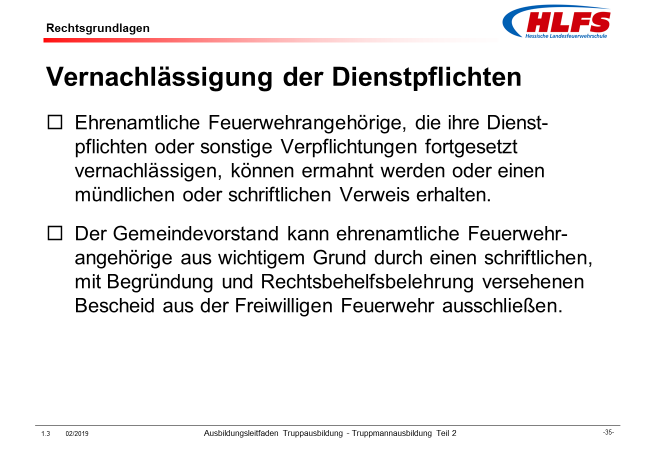 Rechtsgrundlagen
HLFS
Hessische Landesfeuerwehrschule
Vernachlässigung der Dienstpflichten
Ehrenamtliche Feuerwehrangehörige, die ihre Dienst-
pflichten oder sonstige Verpflichtungen fortgesetzt
vernachlässigen, können ermahnt werden oder einen
mündlichen oder schriftlichen Verweis erhalten.
Der Gemeindevorstand kann ehrenamtliche Feuerwehr-
angehörige aus wichtigem Grund durch einen schriftlichen,
mit Begründung und Rechtsbehelfsbelehrung versehenen
Bescheid aus der Freiwilligen Feuerwehr ausschließen.
1.3 02/2019 Ausbildungsleitfaden Truppausbildung - Truppmannausbildung Teil 2 -35-